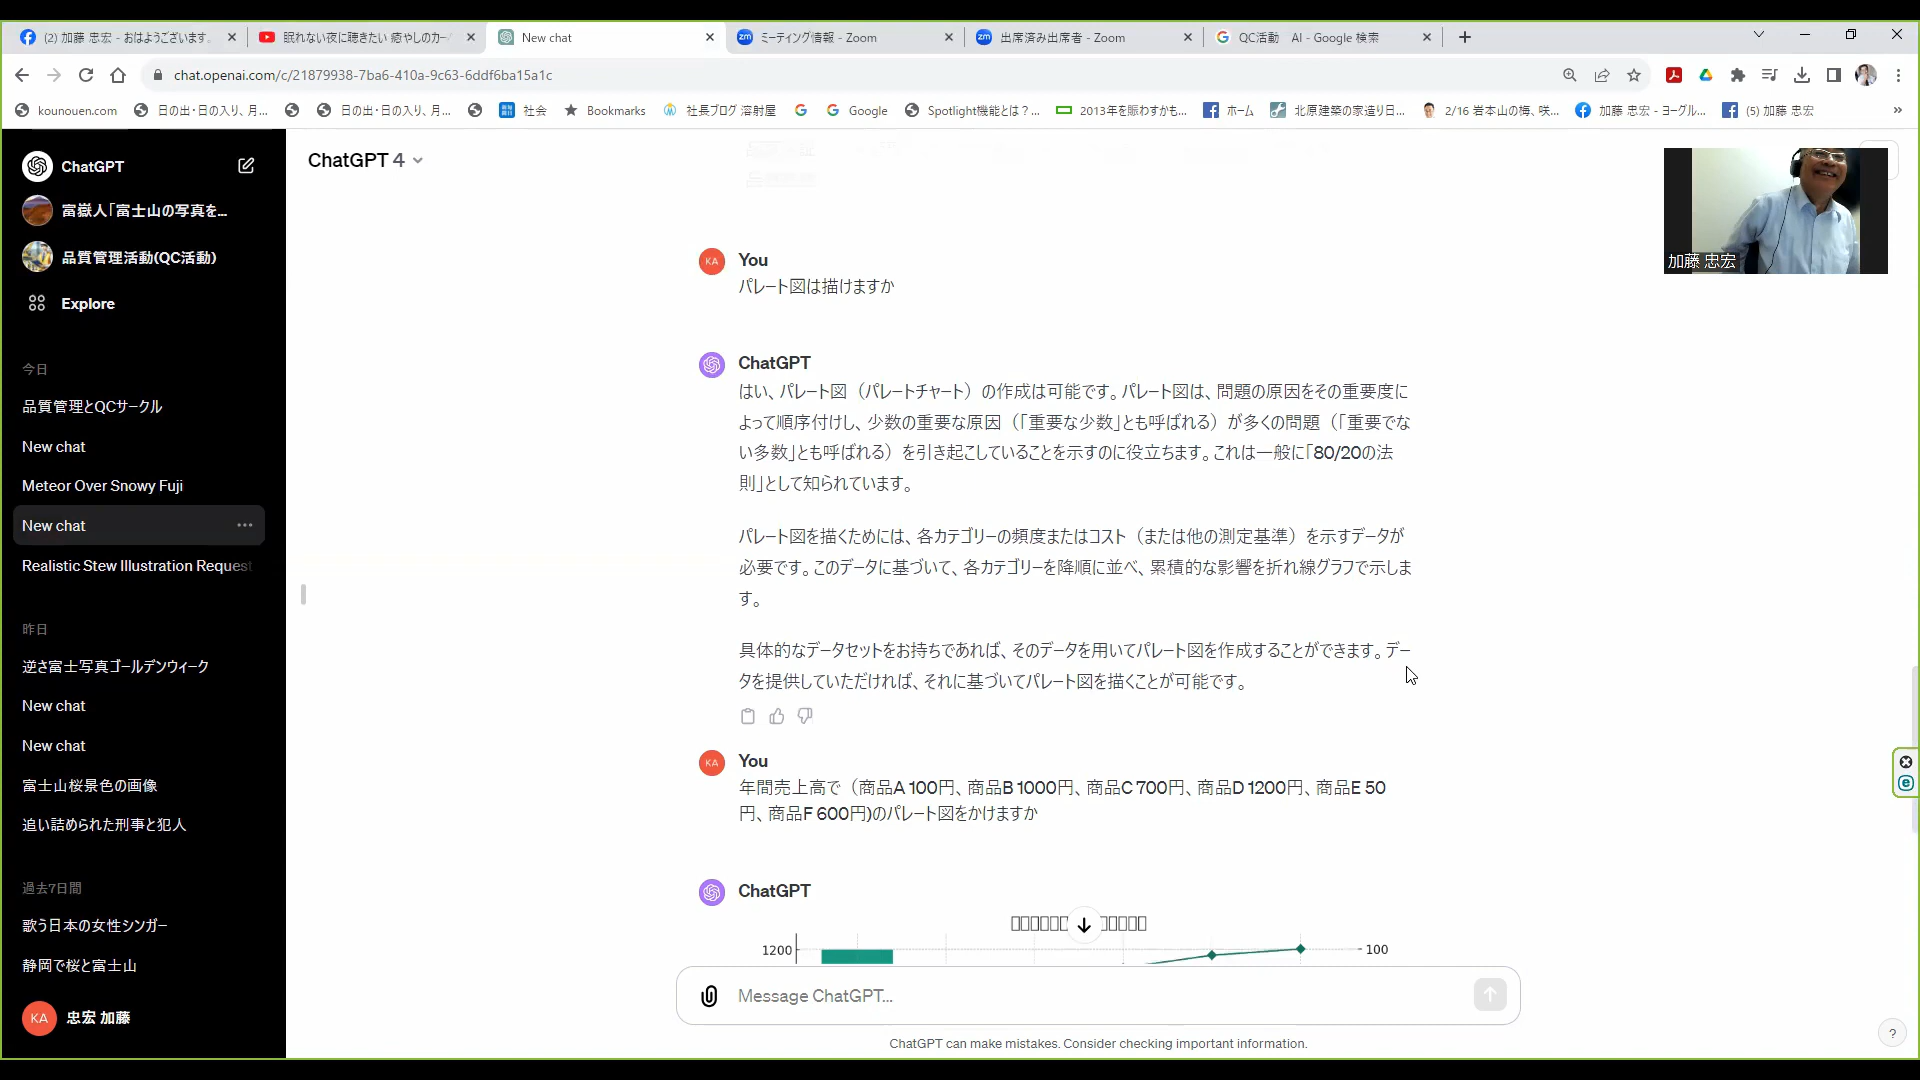 (2) 加藤 忠宏 - おはようございます。
眠れない夜に聴きたい 癒やしのカー
New chat
ミーティング情報 - Zoom
出席済み出席者 - Zoom
QC活動 AI - Google 検索
chat.openai.com/c/21879938-7ba6-410a-9c63-6ddf6ba15a1c
kounouen.com
日の出・日の入り、月...
日の出・日の入り、月...
社会
Bookmarks
社長ブログ 溶射屋
Google
Spotlight機能とは？...
2013年を賑わすかも...
ホーム
北原建築の家造り日...
2/16 岩本山の梅、咲...
加藤 忠宏 - ヨーグル...
(5) 加藤 忠宏
ChatGPT
富嶽人「富士山の写真を...
品質管理活動(QC活動)
Explore
今日
品質管理とQCサークル
New chat
Meteor Over Snowy Fuji
New chat
Realistic Stew Illustration Request
昨日
逆さ富士写真ゴールデンウィーク
New chat
New chat
富士山桜景色の画像
追い詰められた刑事と犯人
過去7日間
歌う日本の女性シンガー
静岡で桜と富士山
KA
忠宏 加藤
ChatGPT 4
加藤 忠宏
KA
You
パレート図は描けますか
ChatGPT
はい、パレート図（パレートチャート）の作成は可能です。パレート図は、問題の原因をその重要度に
よって順序付けし、少数の重要な原因（「重要な少数」とも呼ばれる）が多くの問題（「重要でな
い多数」とも呼ばれる）を引き起こしていることを示すのに役立ちます。これは一般に「80/20の法
則」として知られています。
パレート図を描くためには、各カテゴリーの頻度またはコスト（または他の測定基準）を示すデータが
必要です。このデータに基づいて、各カテゴリーを降順に並べ、累積的な影響を折れ線グラフで示しま
す。
具体的なデータセットをお持ちであれば、そのデータを用いてパレート図を作成することができます。デー
タを提供していただければ、それに基づいてパレート図を描くことが可能です。
KA
You
年間売上高で（商品A 100円、商品B 1000円、商品C 700円、商品D 1200円、商品E 50
円、商品F 600円)のパレート図をかけますか
ChatGPT
1200
100
Message ChatGPT...
ChatGPT can make mistakes. Consider checking important information.
?